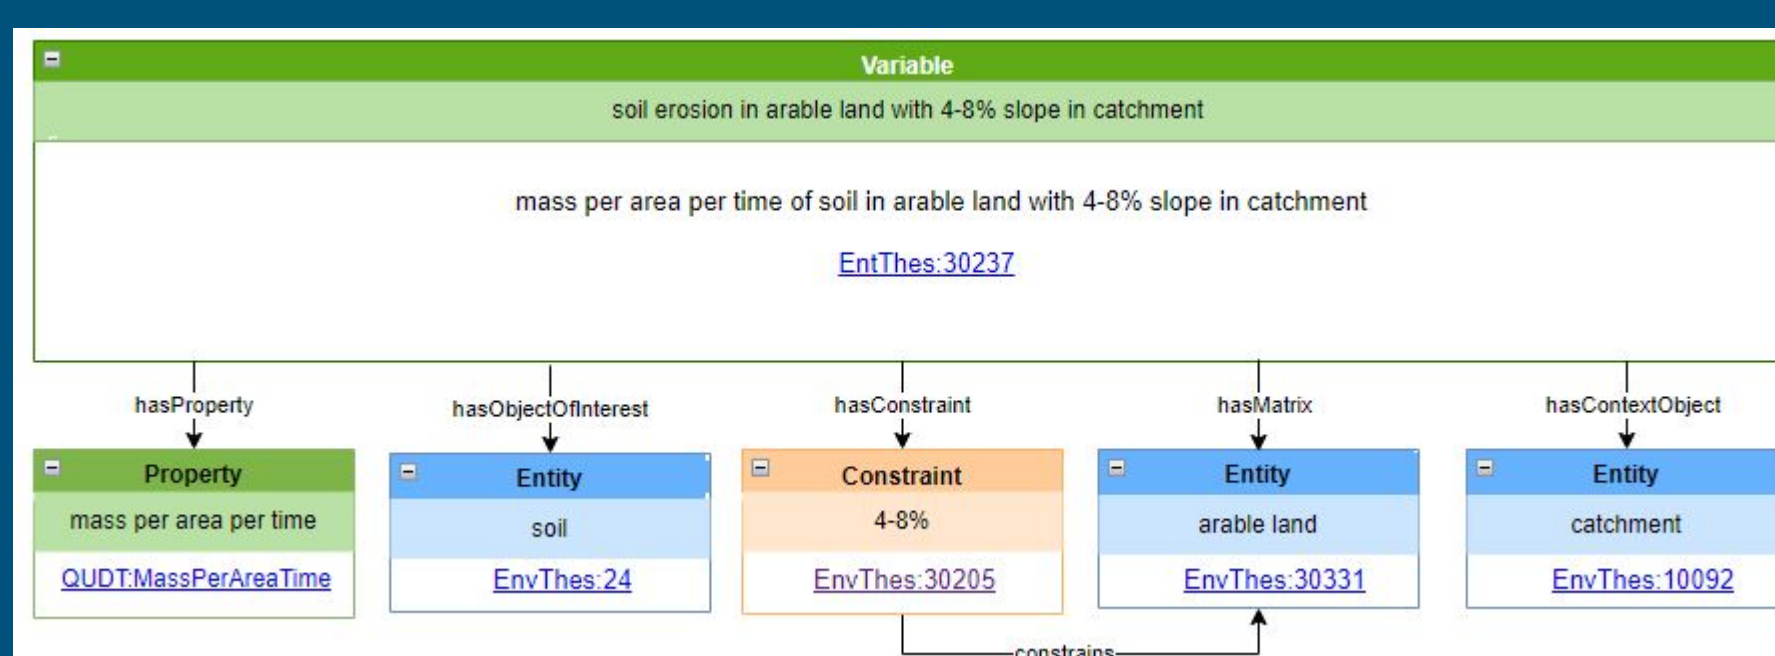 Variable
soil erosion in arable land with 4-8% slope in catchment
mass per area per time of soil in arable land with 4-8% slope in catchment
EntThes:30237
hasProperty
hasObjectOfInterest
hasConstraint
hasMatrix
hasContextObject
Property
Entity
Constraint
Entity
Entity
mass per area per time
soil
4-8%
arable land
catchment
QUDT:MassPerAreaTime
EnvThes:24
EnvThes:30205
EnvThes:30331
EnvThes:10092
constrains